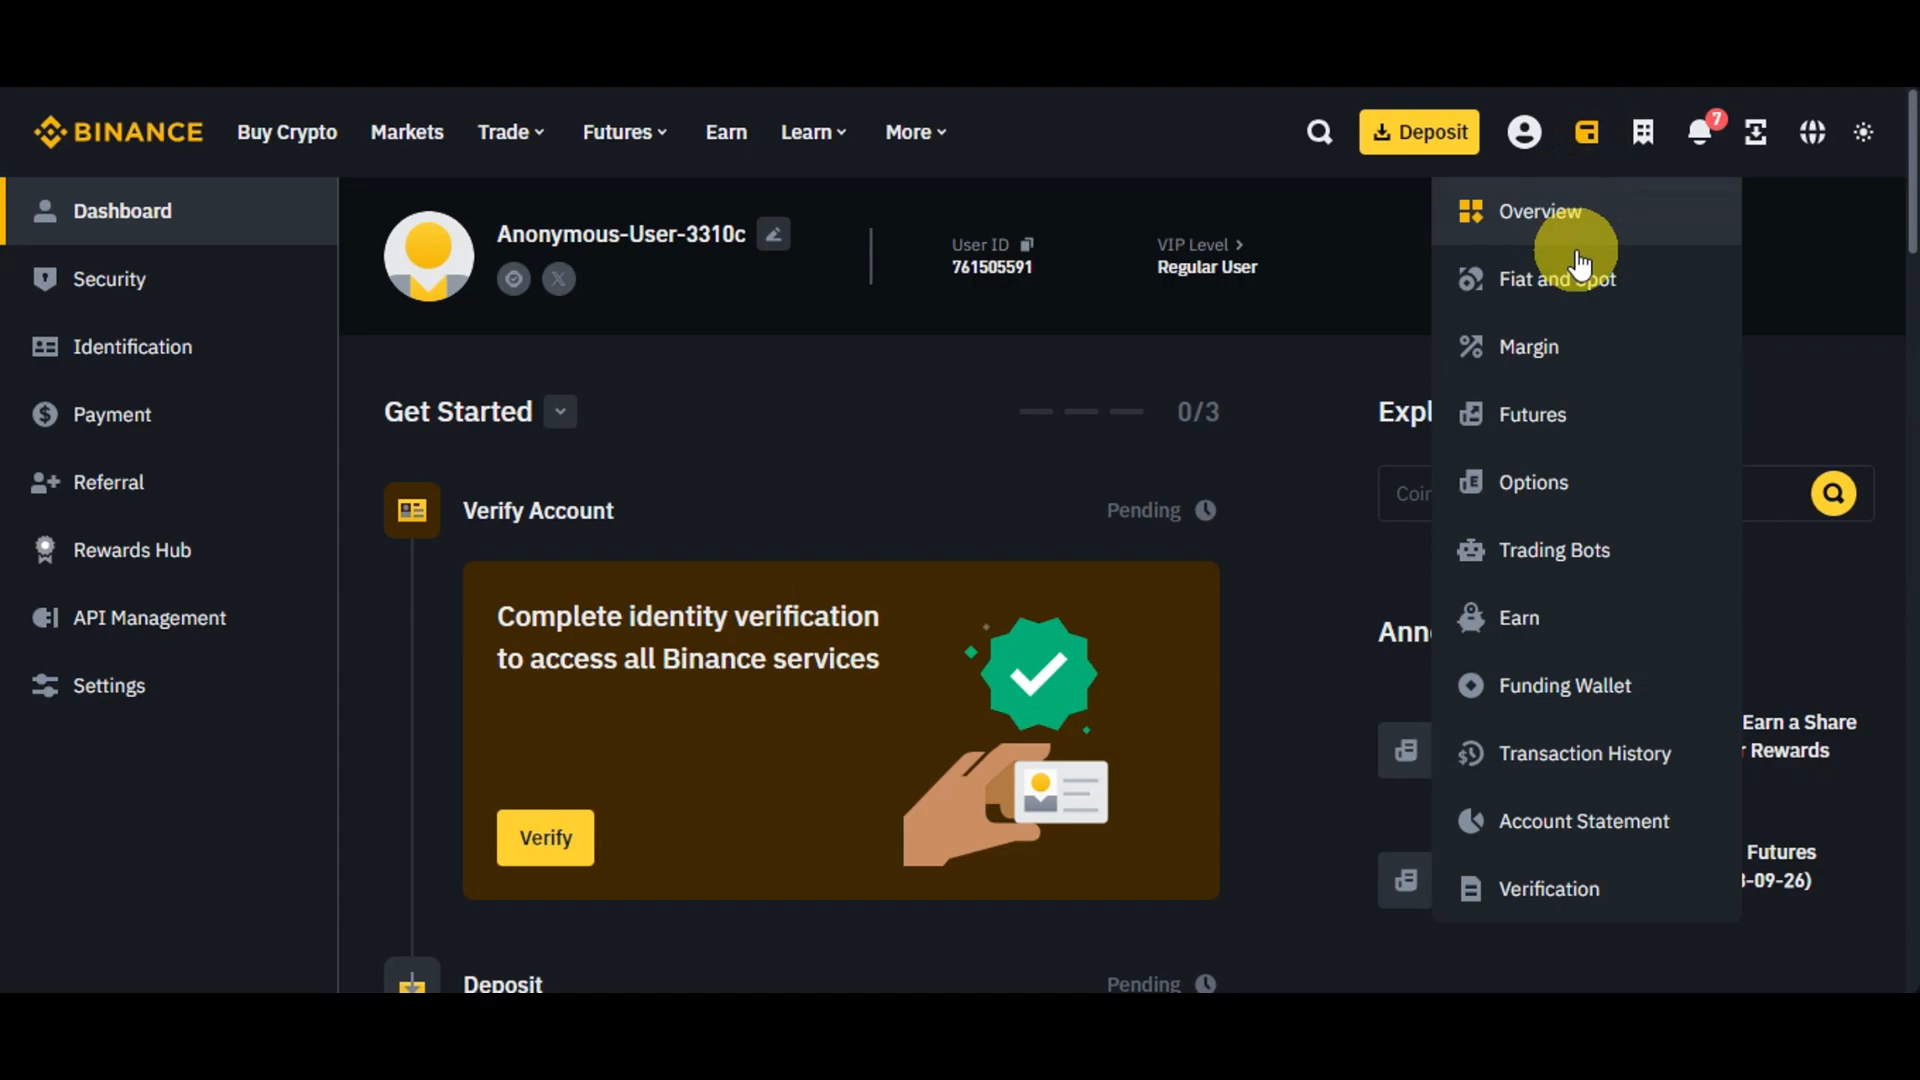 BINANCE
Buy Crypto
Markets
Trade
Futures
Earn
Learn
More
Deposit
7
Dashboard
Security
Identification
Payment
Referral
Rewards Hub
API Management
Settings
Anonymous-User-3310c
User ID
761505591
VIP Level
Regular User
Get Started
0/3
Verify Account
Pending
Complete identity verification
to access all Binance services
Verify
Deposit
Pending
Expl
Coin
Ann
Earn a Share
r Rewards
Futures
3-09-26)
Overview
Fiat and Spot
Margin
Futures
Options
Trading Bots
Earn
Funding Wallet
Transaction History
Account Statement
Verification